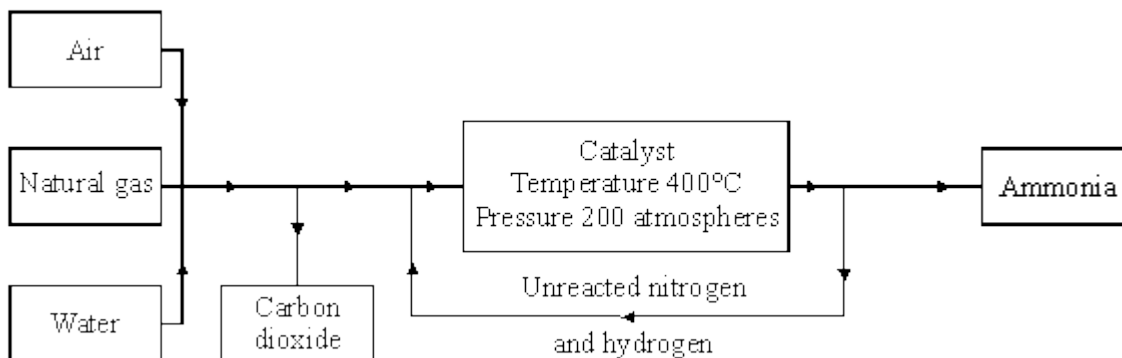 Air
Natural gas
Water
Carbon
dioxide
Catalyst
Temperature 400°C
Pressure 200 atmospheres
Unreacted nitrogen
and hydrogen
Ammonia